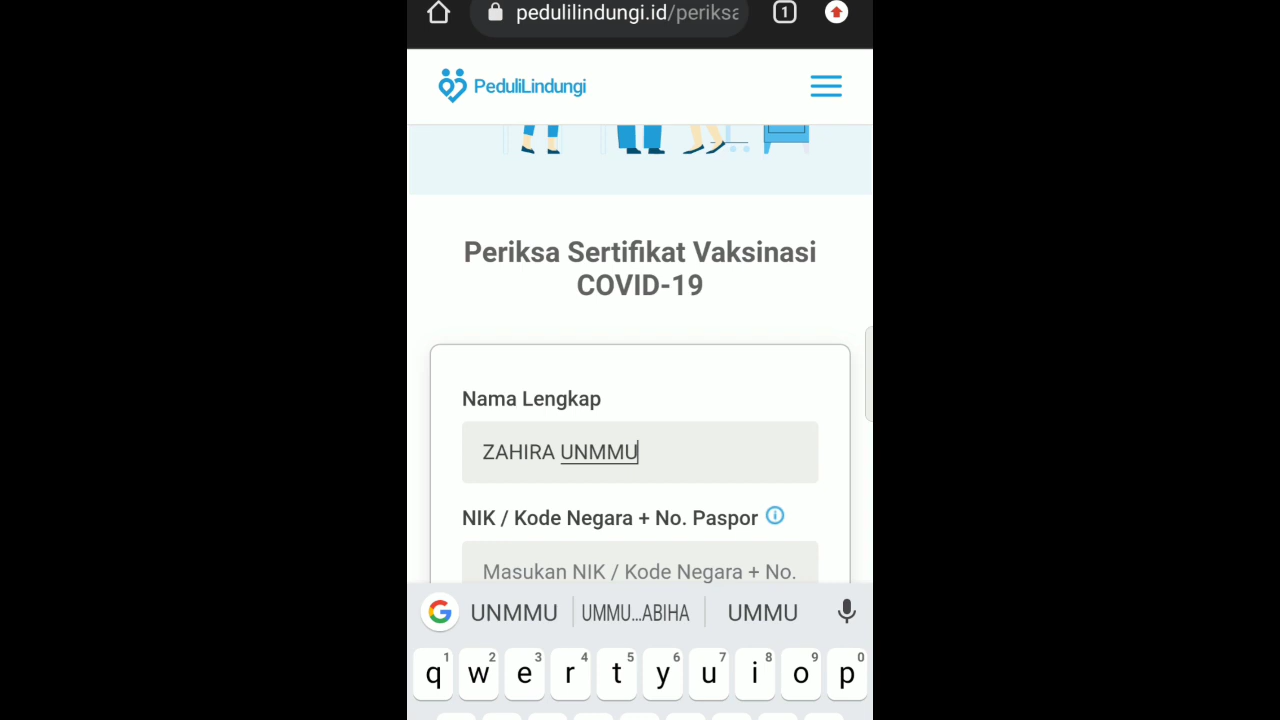 pedulilindungi.id/periksa
1
PeduliLindungi
Periksa Sertifikat Vaksinasi
COVID-19
Nama Lengkap
ZAHIRA UNMMU
NIK / Kode Negara + No. Paspor
Masukan NIK / Kode Negara + No.
UNMMU UMMU...ABIHA UMMU
1 2 3 4 5 6 7 8 9 0
q w e r t y u i o p